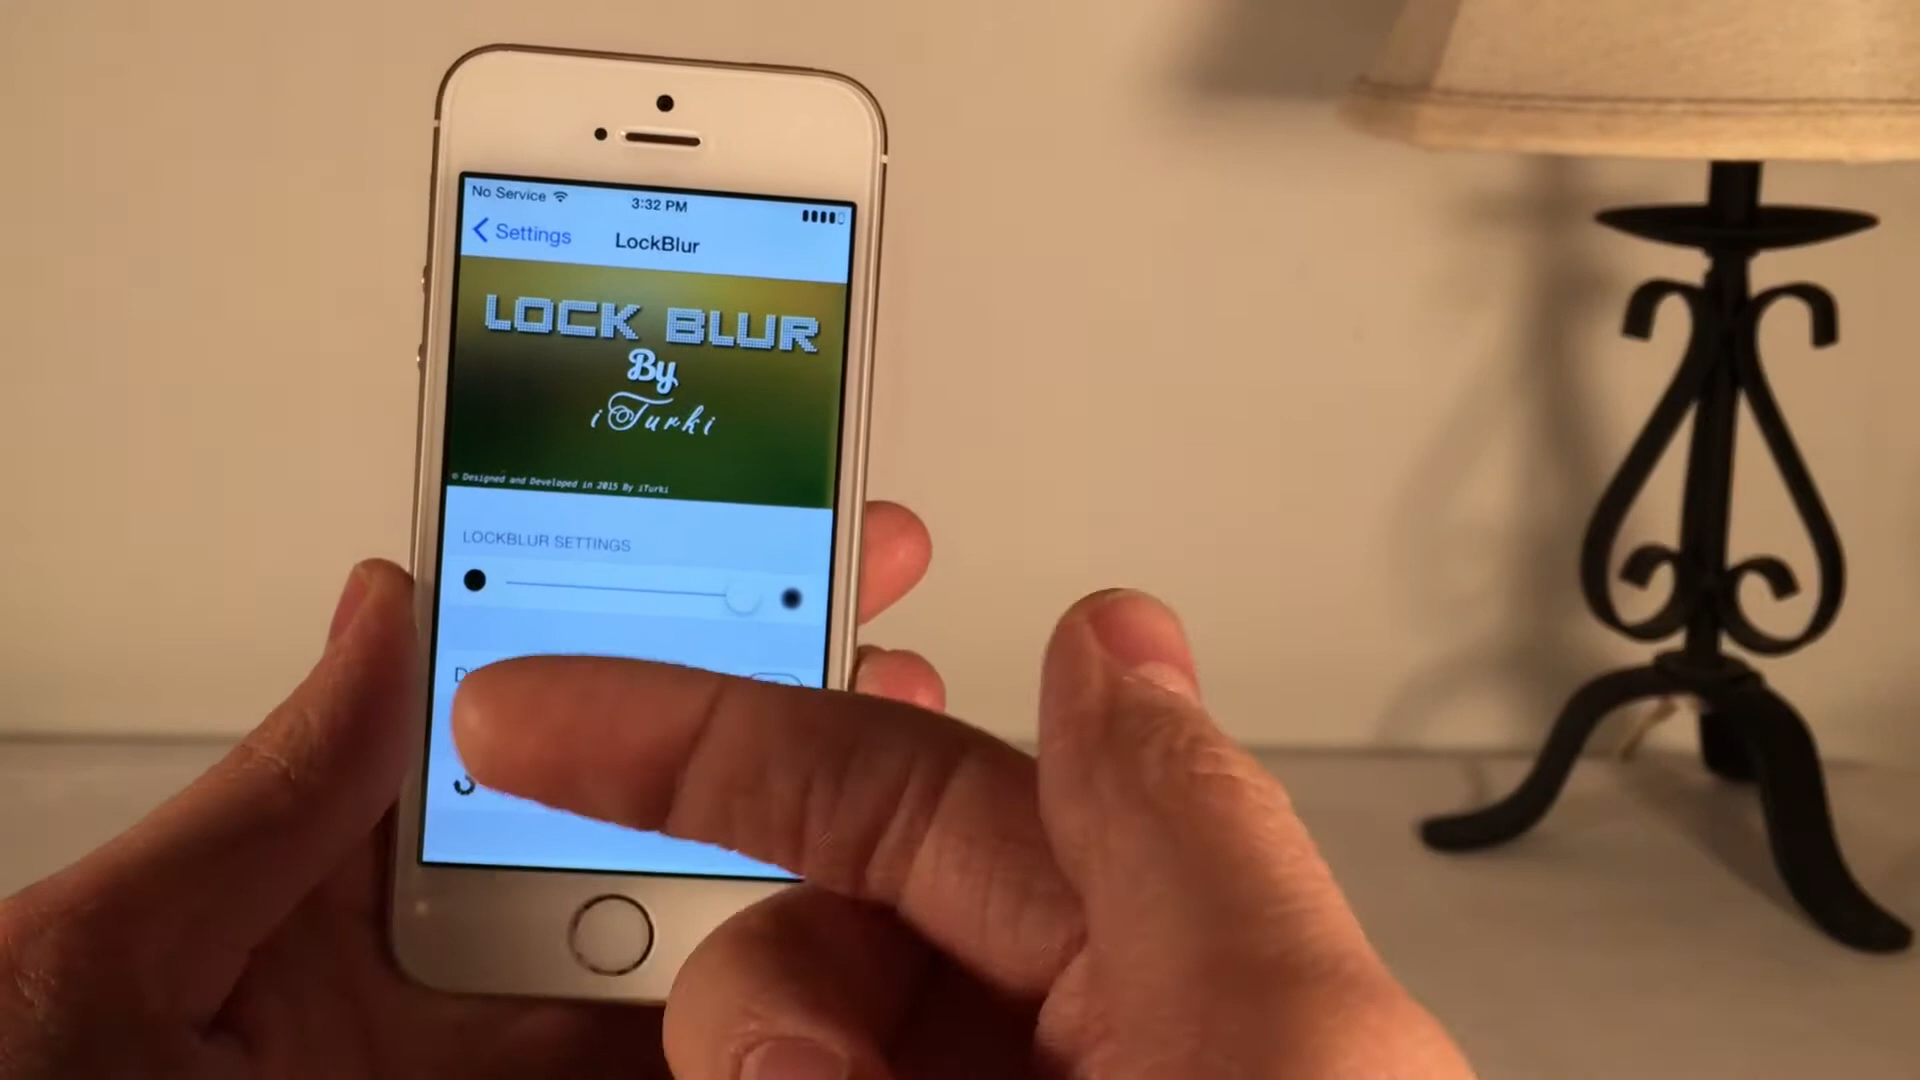 No Service
3:32 PM
Settings
LockBlur
LOCK BLUR
By
iTurki
© Designed and Developed in 2015 By iTurki
LOCKBLUR SETTINGS